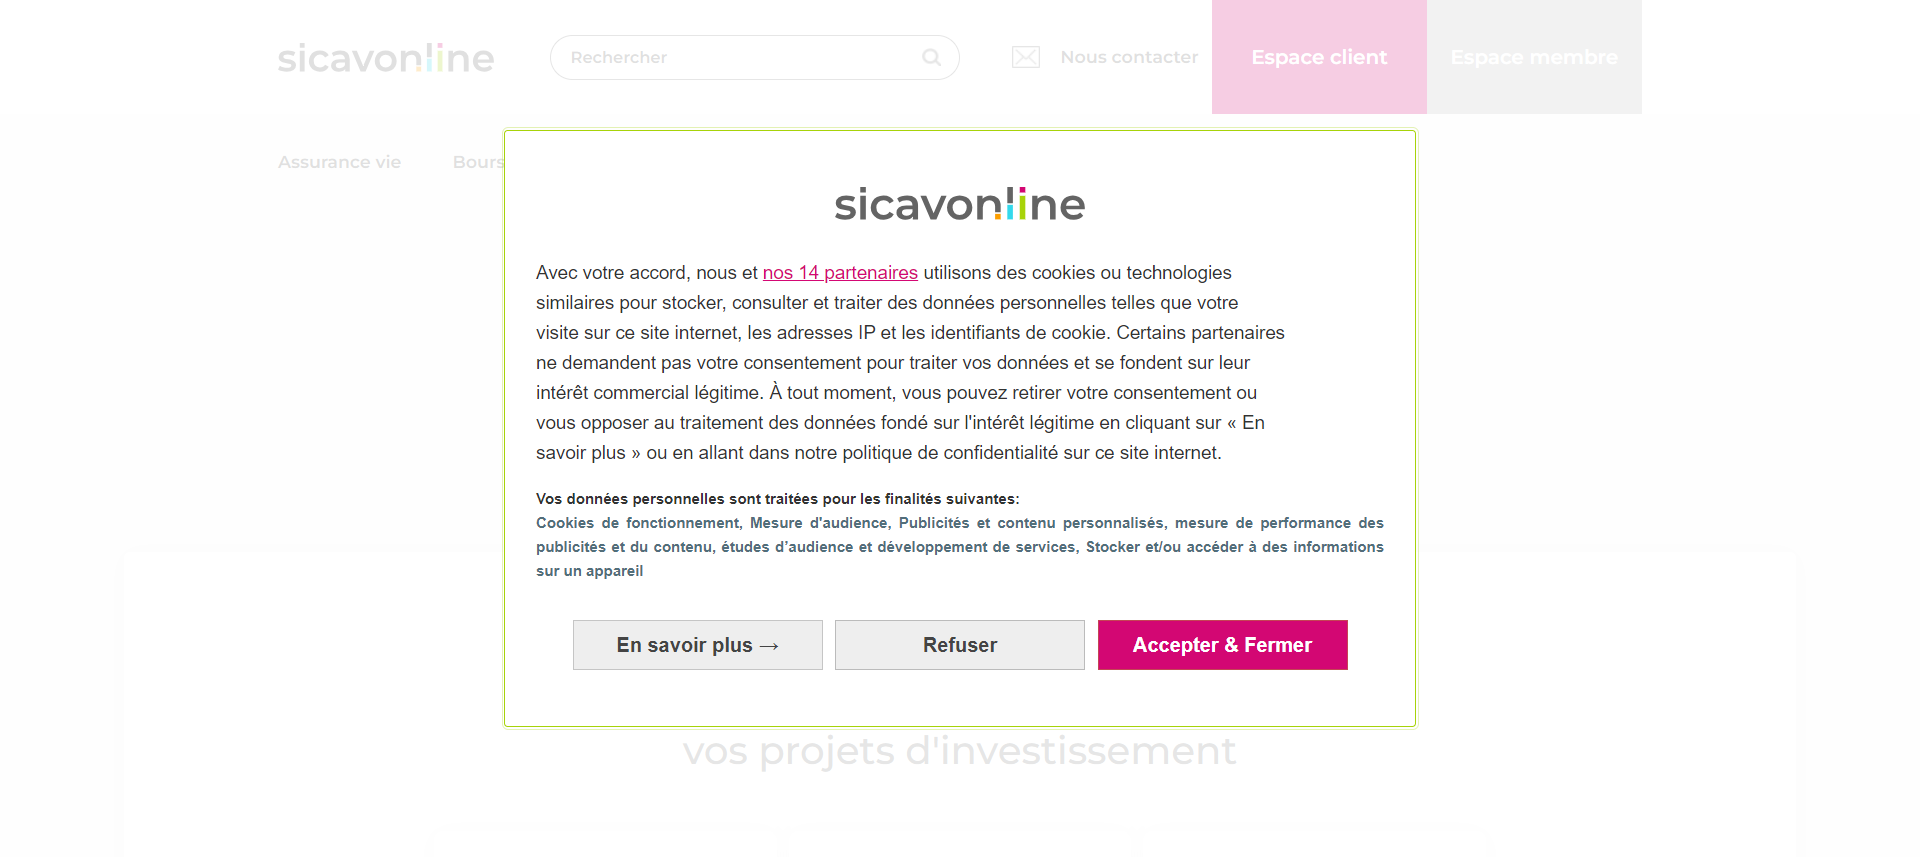 sicavonline
Rechercher
Nous contacter
Espace client
Espace membre
Assurance vie
Bours
sicavonline
Avec votre accord, nous et nos 14 partenaires utilisons des cookies ou technologies
similaires pour stocker, consulter et traiter des données personnelles telles que votre
visite sur ce site internet, les adresses IP et les identifiants de cookie. Certains partenaires
ne demandent pas votre consentement pour traiter vos données et se fondent sur leur
intérêt commercial légitime. À tout moment, vous pouvez retirer votre consentement ou
vous opposer au traitement des données fondé sur l'intérêt légitime en cliquant sur « En
savoir plus » ou en allant dans notre politique de confidentialité sur ce site internet.
Vos données personnelles sont traitées pour les finalités suivantes:
Cookies de fonctionnement, Mesure d'audience, Publicités et contenu personnalisés, mesure de performance des
publicités et du contenu, études d’audience et développement de services, Stocker et/ou accéder à des informations
sur un appareil
En savoir plus →
Refuser
Accepter & Fermer
vos projets d'investissement